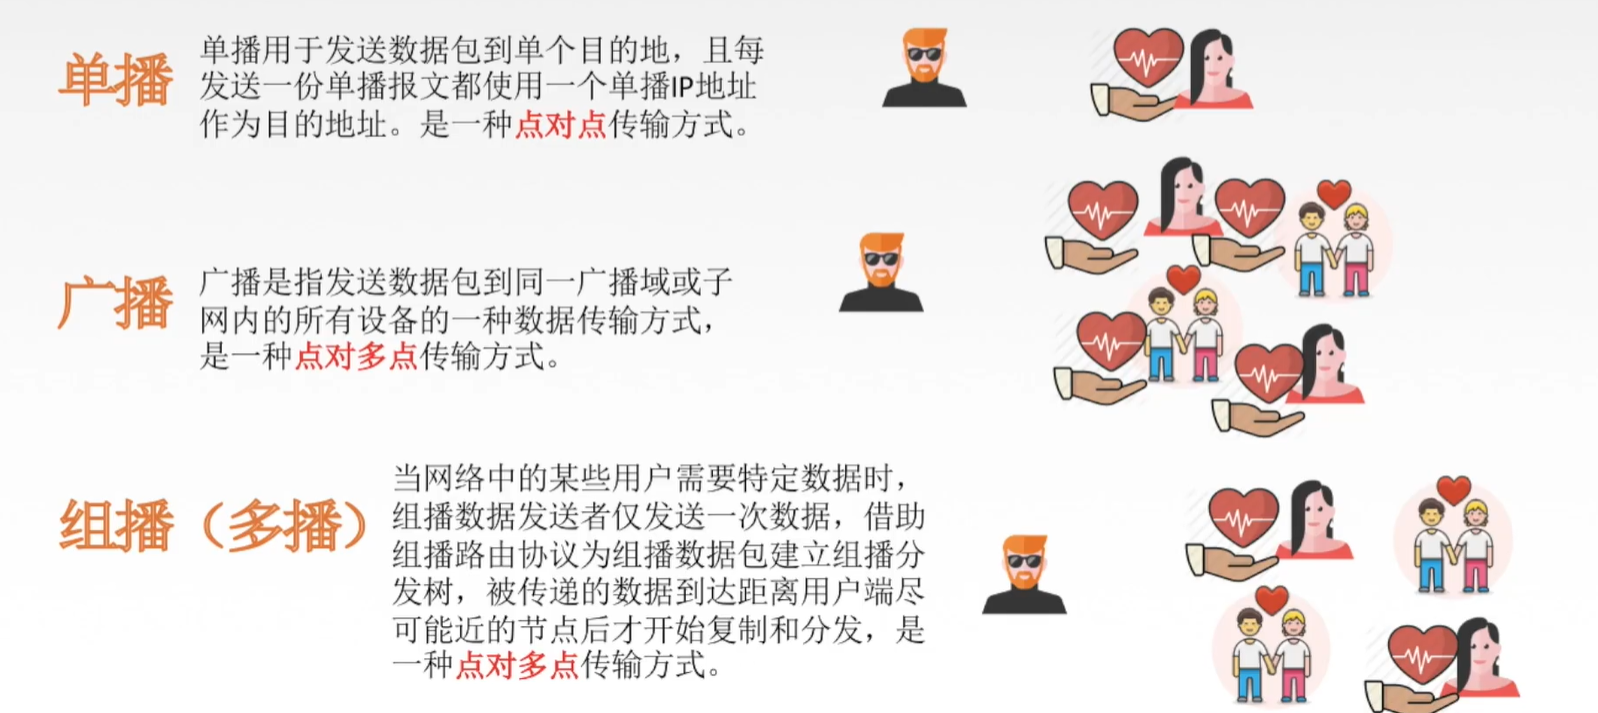 单播
单播用于发送数据包到单个目的地，且每
发送一份单播报文都使用一个单播IP地址
作为目的地址。是一种点对点传输方式。
广播
广播是指发送数据包到同一广播域或子
网内的所有设备的一种数据传输方式，
是一种点对多点传输方式。
组播（多播）
当网络中的某些用户需要特定数据时，
组播数据发送者仅发送一次数据，借助
组播路由协议为组播数据包建立组播分
发树，被传递的数据到达距离用户端尽
可能近的节点后才开始复制和分发，是
一种点对多点传输方式。